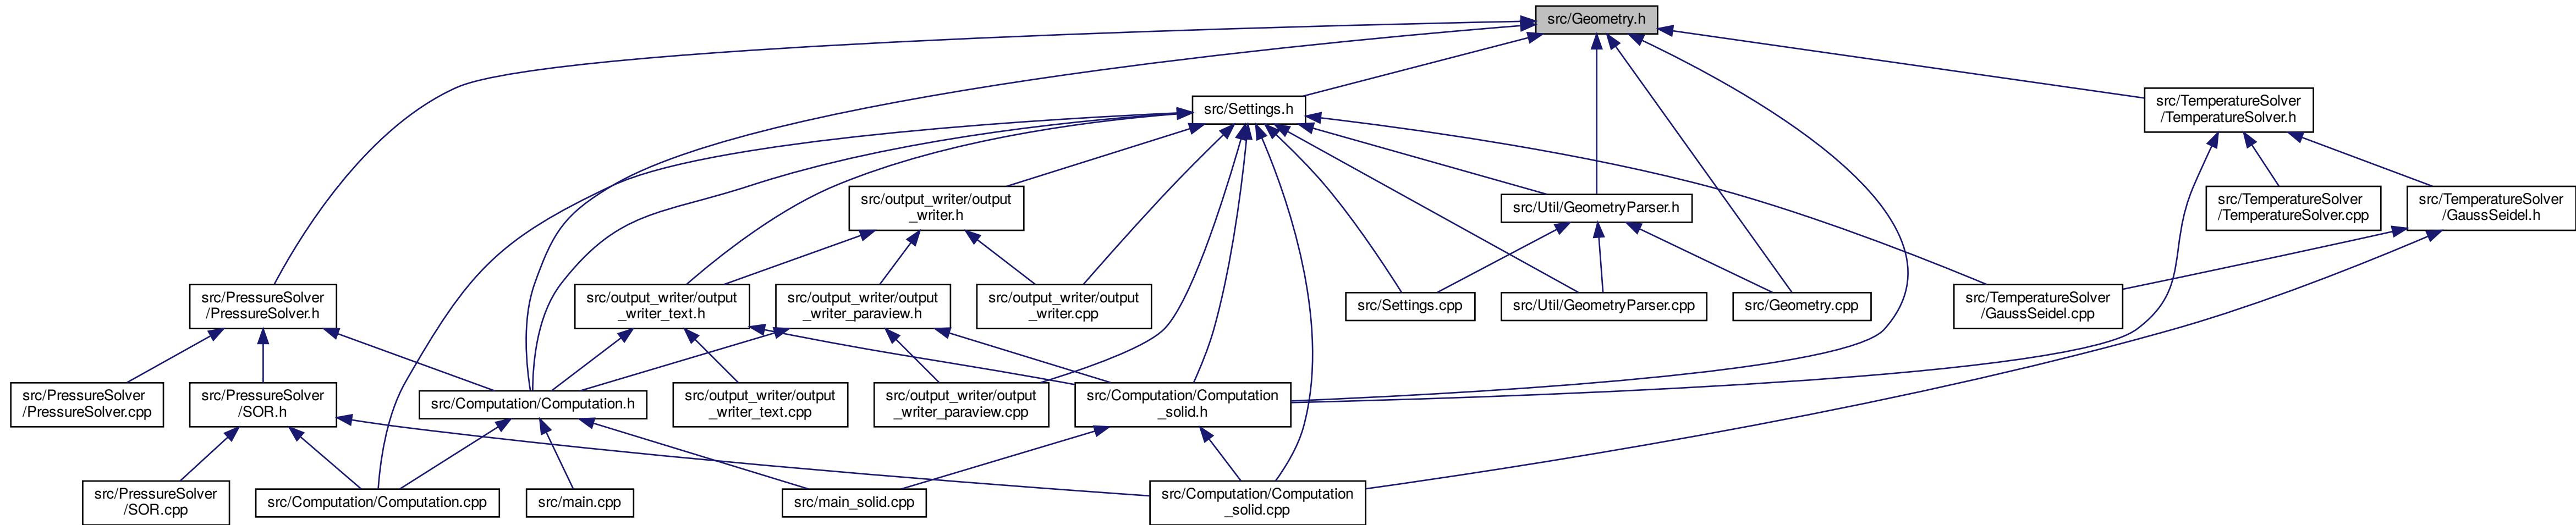 src/Geometry.h
src/Settings.h
src/TemperatureSolver
/TemperatureSolver.h
src/output_writer/output
_writer.h
src/Util/GeometryParser.h
src/TemperatureSolver
/TemperatureSolver.cpp
src/TemperatureSolver
/GaussSeidel.h
src/PressureSolver
/PressureSolver.h
src/output_writer/output
_writer_text.h
src/output_writer/output
_writer_paraview.h
src/output_writer/output
_writer.cpp
src/Settings.cpp
src/Util/GeometryParser.cpp
src/Geometry.cpp
src/TemperatureSolver
/GaussSeidel.cpp
src/PressureSolver
/PressureSolver.cpp
src/PressureSolver
/SOR.h
src/Computation/Computation.h
src/output_writer/output
_writer_text.cpp
src/output_writer/output
_writer_paraview.cpp
src/Computation/Computation
_solid.h
src/PressureSolver
/SOR.cpp
src/Computation/Computation.cpp
src/main.cpp
src/main_solid.cpp
src/Computation/Computation
_solid.cpp